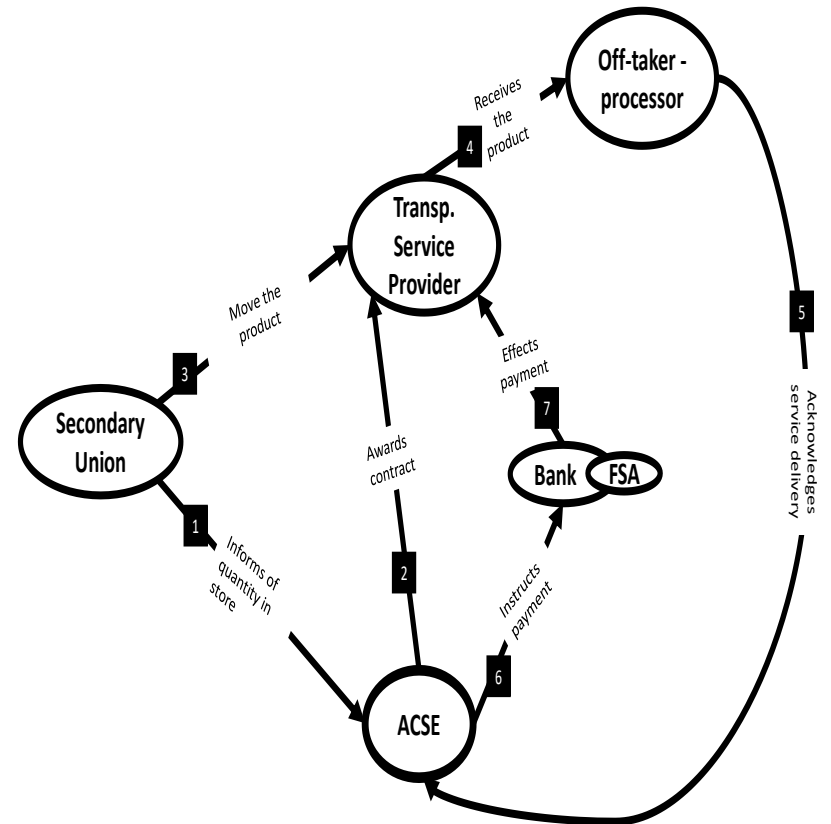 Off-taker -
processor
Receives
the
product
4
Transp.
Service
Provider
5
Move the
product
3
Effects
payment
7
Acknowledges
service delivery
Secondary
Union
Awards
contract
Bank
FSA
1
Informs of
quantity in
store
2
Instructs
payment
6
ACSE